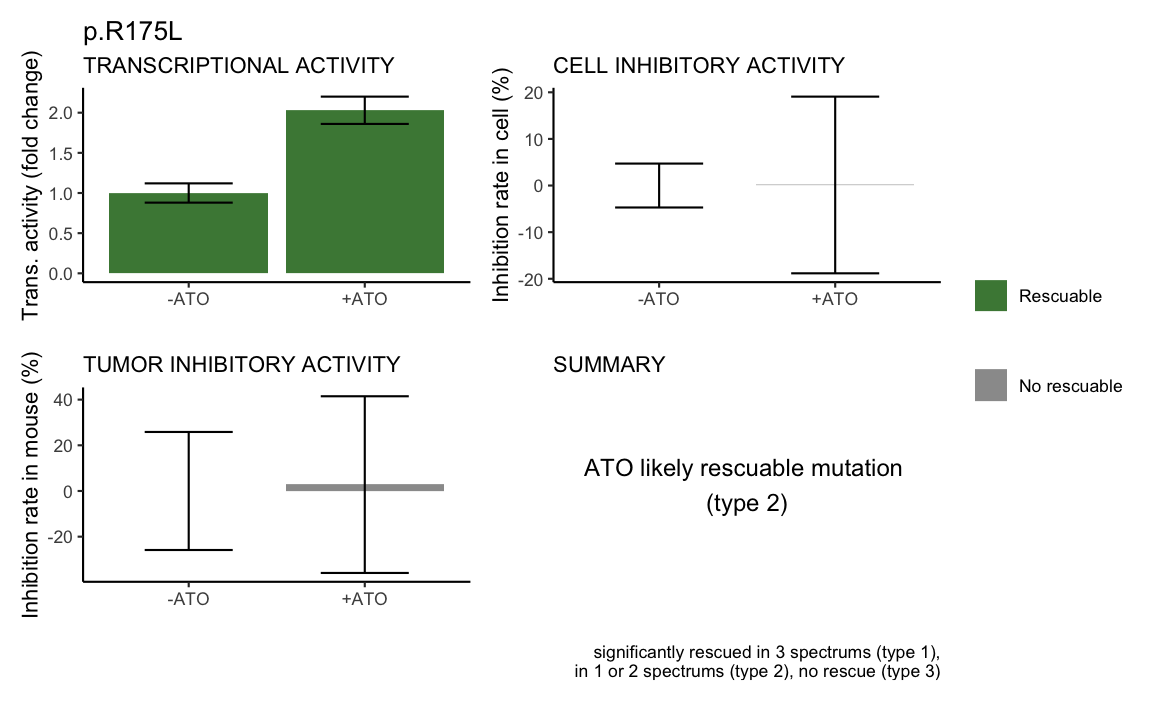 p.R175L
TRANSCRIPTIONAL ACTIVITY
Trans. activity (fold change)
2.0
1.5
1.0
0.5
0.0
-ATO
+ATO
CELL INHIBITORY ACTIVITY
Inhibition rate in cell (%)
20
10
0
-10
-20
-ATO
+ATO
TUMOR INHIBITORY ACTIVITY
Inhibition rate in mouse (%)
40
20
0
-20
-ATO
+ATO
SUMMARY
ATO likely rescuable mutation
(type 2)
significantly rescued in 3 spectrums (type 1),
in 1 or 2 spectrums (type 2), no rescue (type 3)
Rescuable
No rescuable